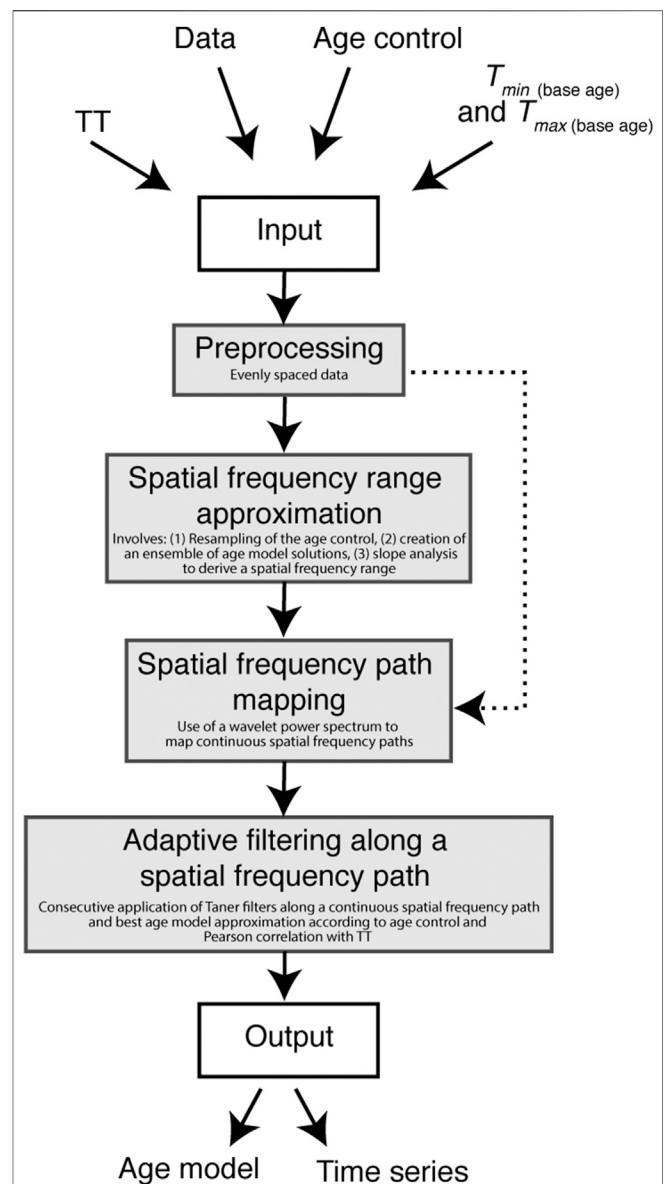 Data
Age control
T min (base age)
and T max (base age)
TT
Input
Preprocessing
Evenly spaced data
Spatial frequency range
approximation
Involves: (1) Resampling of the age control, (2) creation of
an ensemble of age model solutions, (3) slope analysis
to derive a spatial frequency range
Spatial frequency path
mapping
Use of a wavelet power spectrum to
map continuous spatial frequency paths
Adaptive filtering along a
spatial frequency path
Consecutive application of Taner filters along a continuous spatial frequency path
and best age model approximation according to age control and
Pearson correlation with TT
Output
Age model
Time series